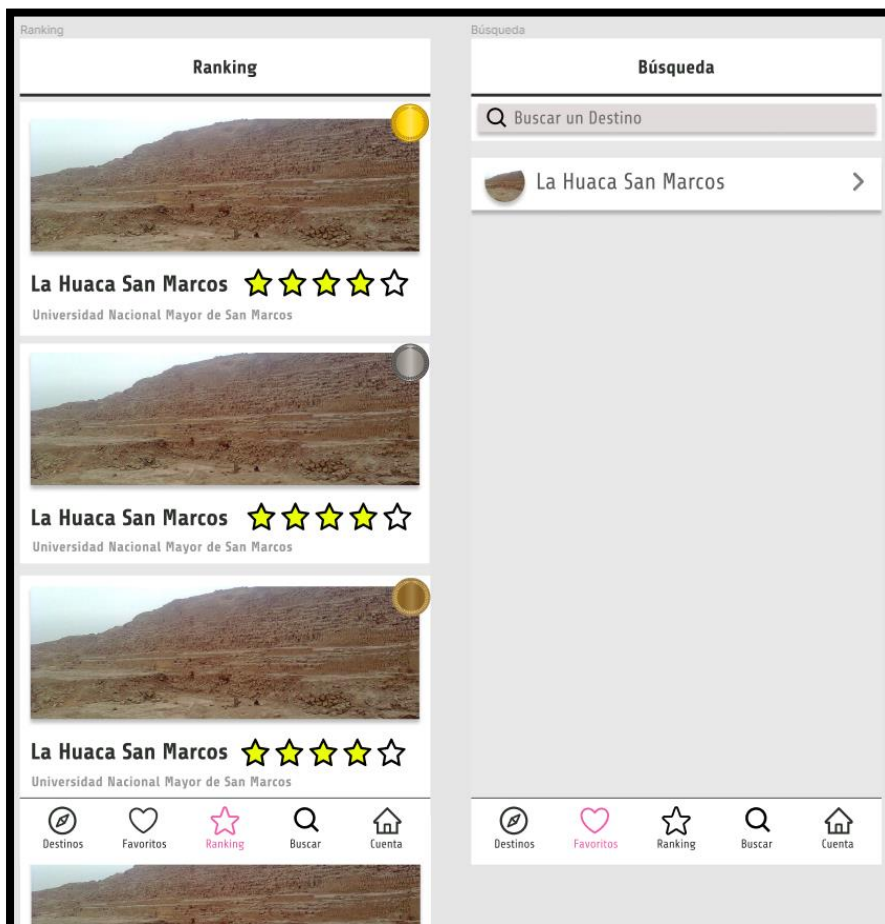 Ranking
Ranking
La Huaca San Marcos
Universidad Nacional Mayor de San Marcos
La Huaca San Marcos
Universidad Nacional Mayor de San Marcos
La Huaca San Marcos
Universidad Nacional Mayor de San Marcos
Destinos Favoritos Ranking Buscar Cuenta
Búsqueda
Búsqueda
Buscar un Destino
La Huaca San Marcos
Destinos Favoritos Ranking Buscar Cuenta